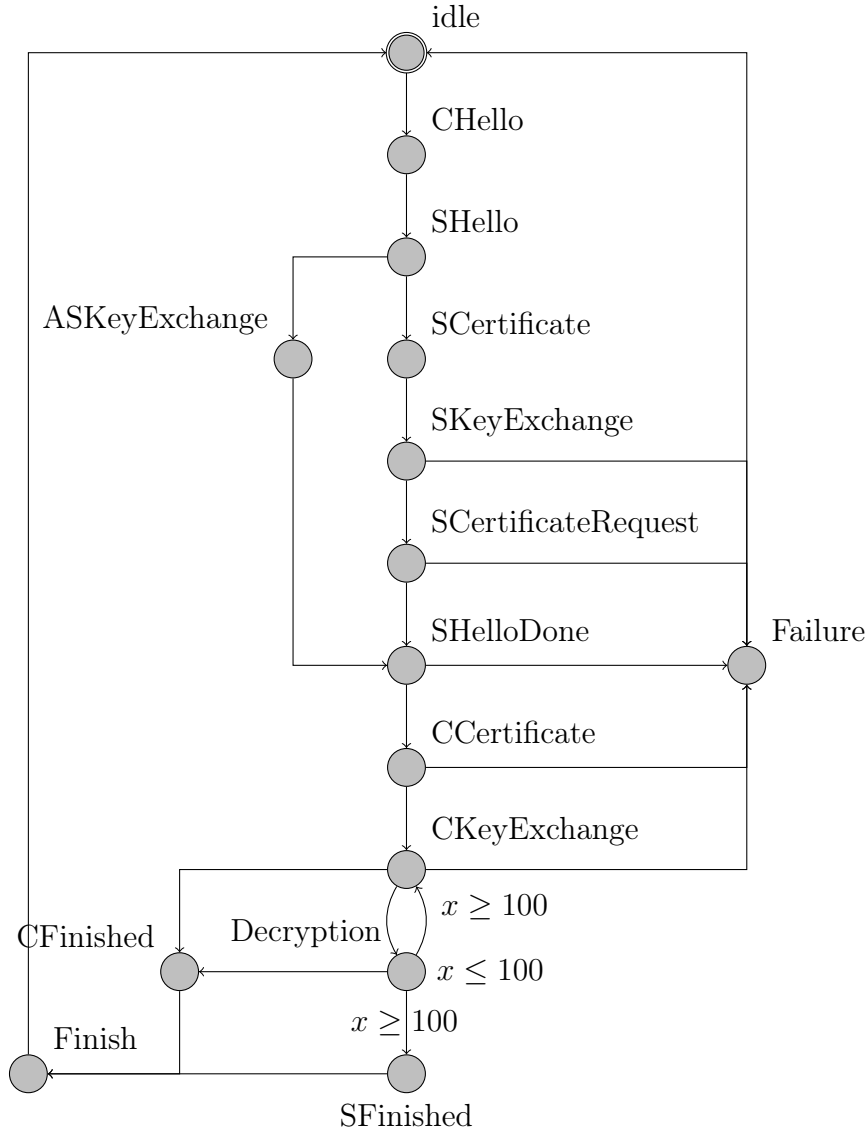 idle
CHello
SHello
ASKeyExchange
SCertificate
SKeyExchange
SCertificateRequest
SHelloDone
Failure
CCertificate
CKeyExchange
x ≥ 100
CFinished
Decryption
x ≤ 100
x ≥ 100
Finish
SFinished